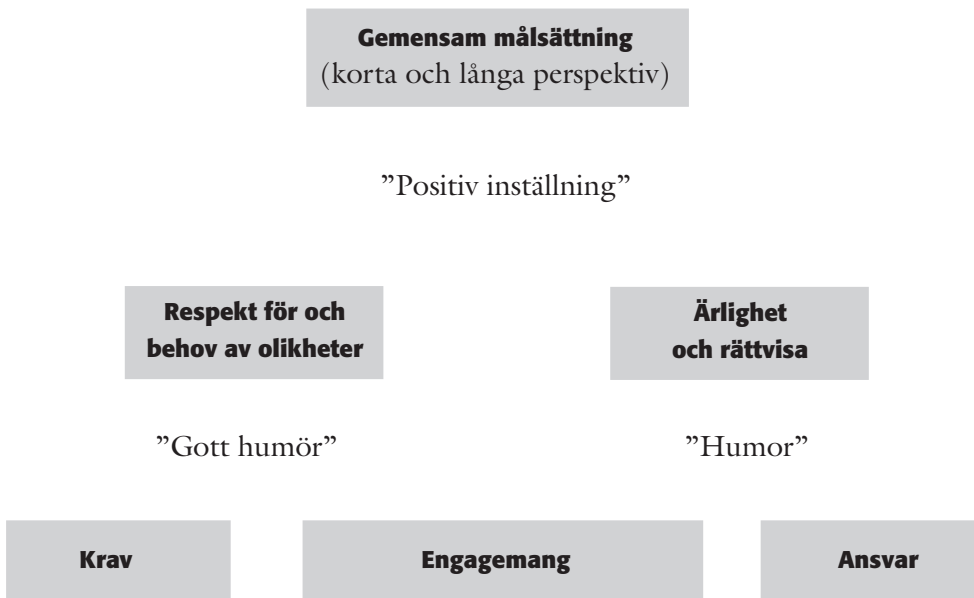 Gemensam målsättning
(korta och långa perspektiv)
”Positiv inställning”
Respekt för och
behov av olikheter
Ärlighet
och rättvisa
”Gott humör”
”Humor”
Krav
Engagemang
Ansvar